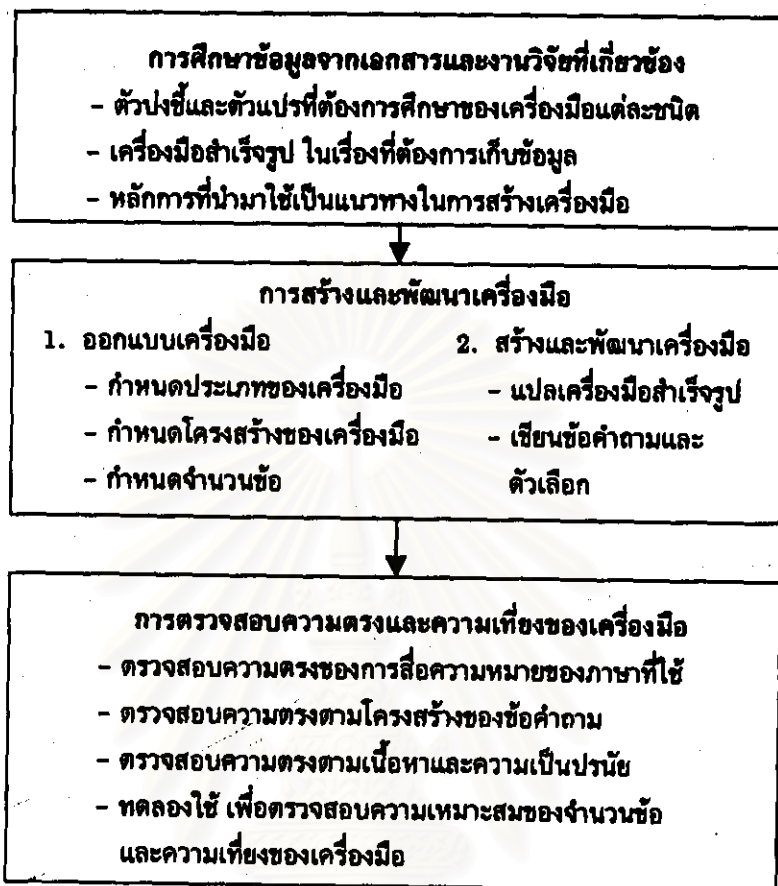 การศึกษาข้อมูลจากเอกสารและงานวิจัยที่เกี่ยวข้อง
- ตัวบ่งชี้และตัวแปรที่ต้องการศึกษาของเครื่องมือแต่ละชนิด
- เครื่องมือสำเร็จรูป ในเรื่องที่ต้องการเก็บข้อมูล
- หลักการที่นำมาใช้เป็นแนวทางในการสร้างเครื่องมือ
การสร้างและพัฒนาเครื่องมือ
1. ออกแบบเครื่องมือ
- กำหนดประเภทของเครื่องมือ
- กำหนดโครงสร้างของเครื่องมือ
- กำหนดจำนวนข้อ
2. สร้างและพัฒนาเครื่องมือ
- แปลเครื่องมือสำเร็จรูป
- เขียนข้อคำถามและ
ตัวเลือก
การตรวจสอบความตรงและความเที่ยงของเครื่องมือ
- ตรวจสอบความตรงของการสื่อความหมายของภาษาที่ใช้
- ตรวจสอบความตรงตามโครงสร้างของข้อคำถาม
- ตรวจสอบความตรงตามเนื้อหาและความเป็นปรนัย
- ทดลองใช้ เพื่อตรวจสอบความเหมาะสมของจำนวนข้อ
และความเที่ยงของเครื่องมือ